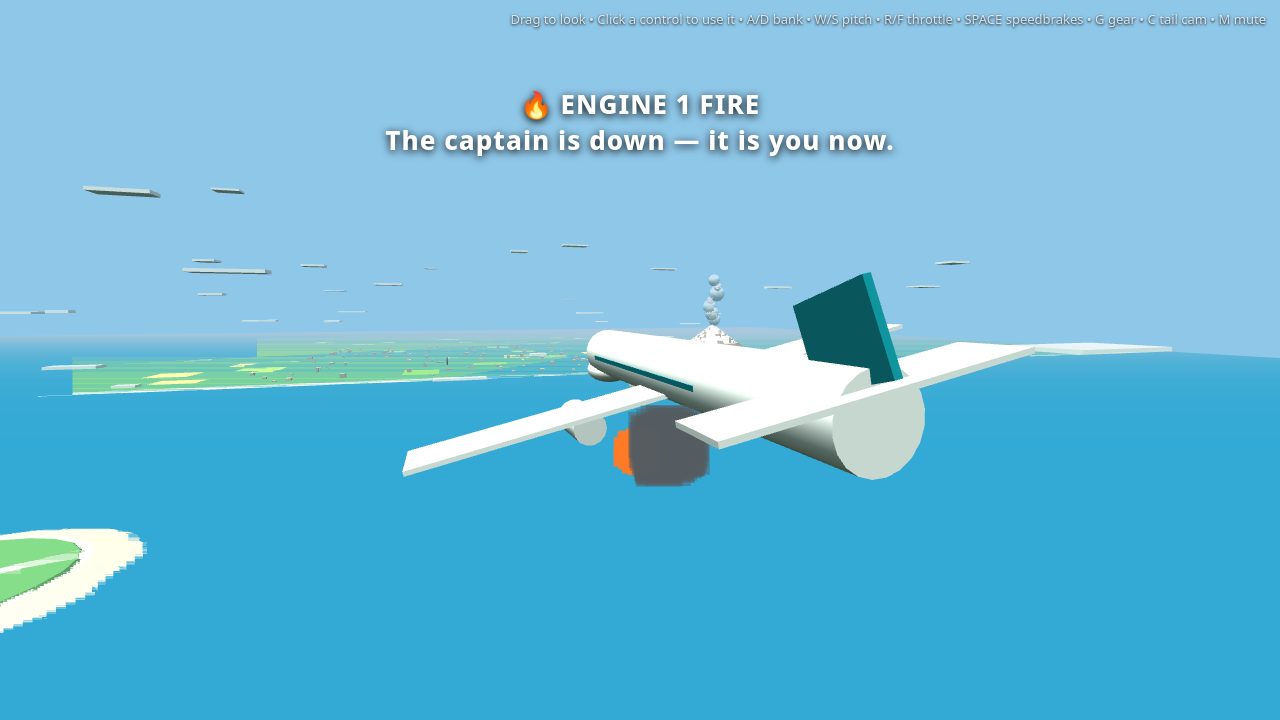 Drag to look • Click a control to use it • A/D bank • W/S pitch • R/F throttle • SPACE speedbrakes • G gear • C tail cam • M mute
🔥 ENGINE 1 FIRE
The captain is down — it is you now.